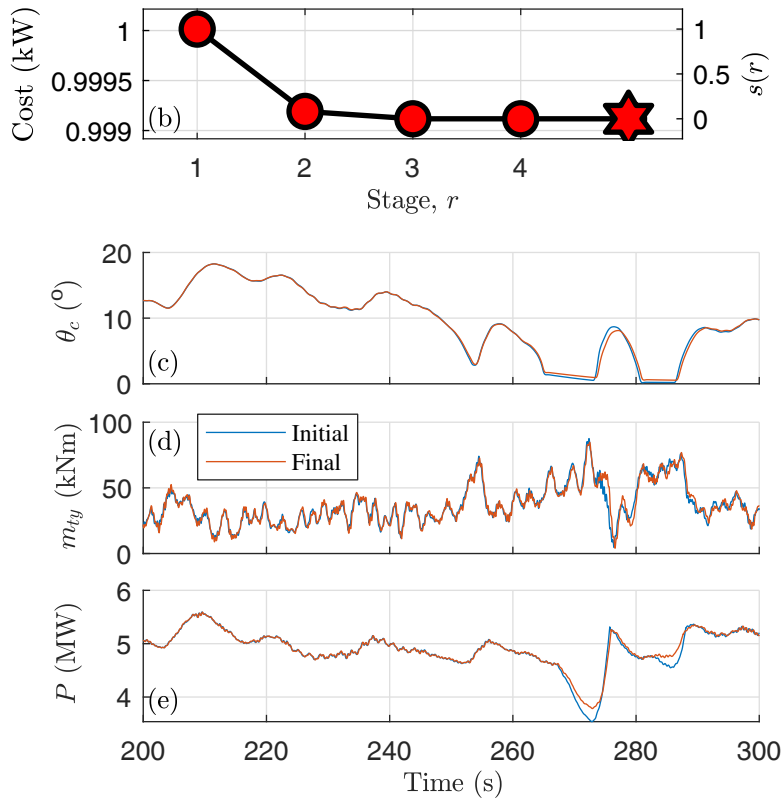 Cost (kW)
1
0.9995
0.999
(b)
1
0.5
0
s(r)
1 2 3 4
Stage, r
θc (°)
20
10
0
(c)
mty (kNm)
100
50
0
(d)
Initial
Final
P (MW)
6
5
4
(e)
200 220 240 260 280 300
Time (s)